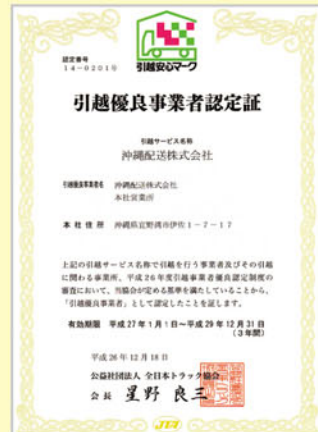 認定番号
14-0201号
引越安心マーク
引越優良事業者認定証
引越サービス名称
沖縄配送株式会社
引越優良事業者名 沖縄配送株式会社
本社営業所
本社住所 沖縄県宜野湾市伊佐1-7-17
上記の引越サービス名称で引越を行う事業者及びその引越
に関わる事業所、平成26年度引越事業者優良認定制度の
審査において、当協会が定める基準を満たしていることから、
「引越優良事業者」として認定したことを証します。
有効期限 平成27年1月1日~平成29年12月31日
(3年間)
平成26年12月18日
公益社団法人 全日本トラック協会
会長 星野良三
JTA